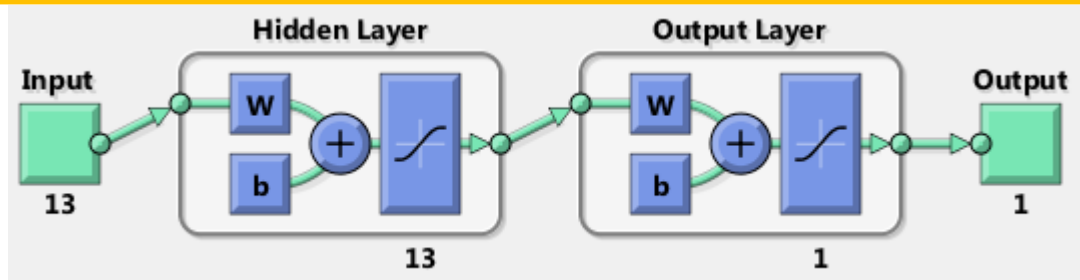 Hidden Layer
Output Layer
Input
Output
W
W
+
+
b
b
13
1
13
1